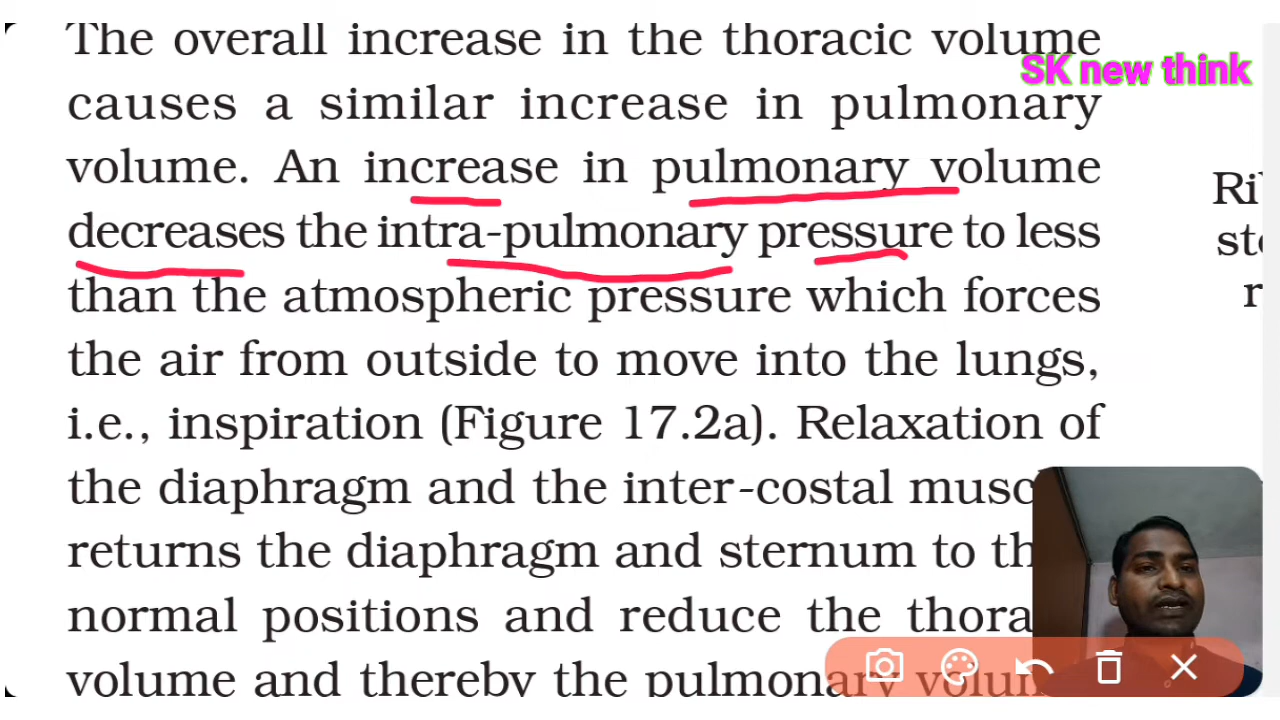 The overall increase in the thoracic volume
SK new think
causes a similar increase in pulmonary
volume. An increase in pulmonary volume
decreases the intra-pulmonary pressure to less
than the atmospheric pressure which forces
the air from outside to move into the lungs,
i.e., inspiration (Figure 17.2a). Relaxation of
the diaphragm and the inter-costal musc
returns the diaphragm and sternum to th
normal positions and reduce the thora
volume and thereby the pulmonary volum
Ri
st
r